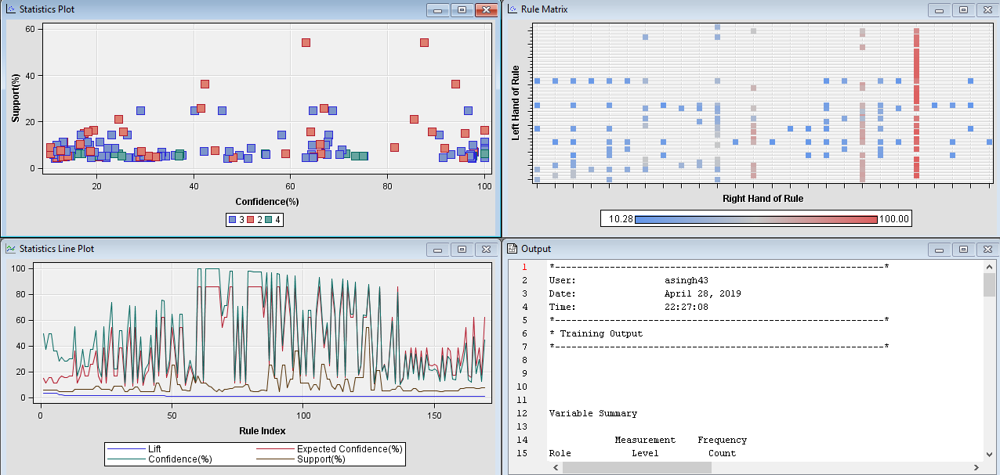 Statistics Plot
Support(%)
60
40
20
0
20 40 60 80 100
Confidence(%)
3 2 4
Rule Matrix
Left Hand of Rule
Right Hand of Rule
10.28 100.00
Statistics Line Plot
100
80
60
40
20
0
0 50 100 150
Rule Index
Lift Expected Confidence(%)
Confidence(%) Support(%)
Output
1 *------------------------------------------------------------*
2 User: asingh43
3 Date: April 28, 2019
4 Time: 22:27:08
5 *------------------------------------------------------------*
6 * Training Output
7 *------------------------------------------------------------*
8
9
10
11
12 Variable Summary
13
14 Measurement Frequency
15 Role Level Count